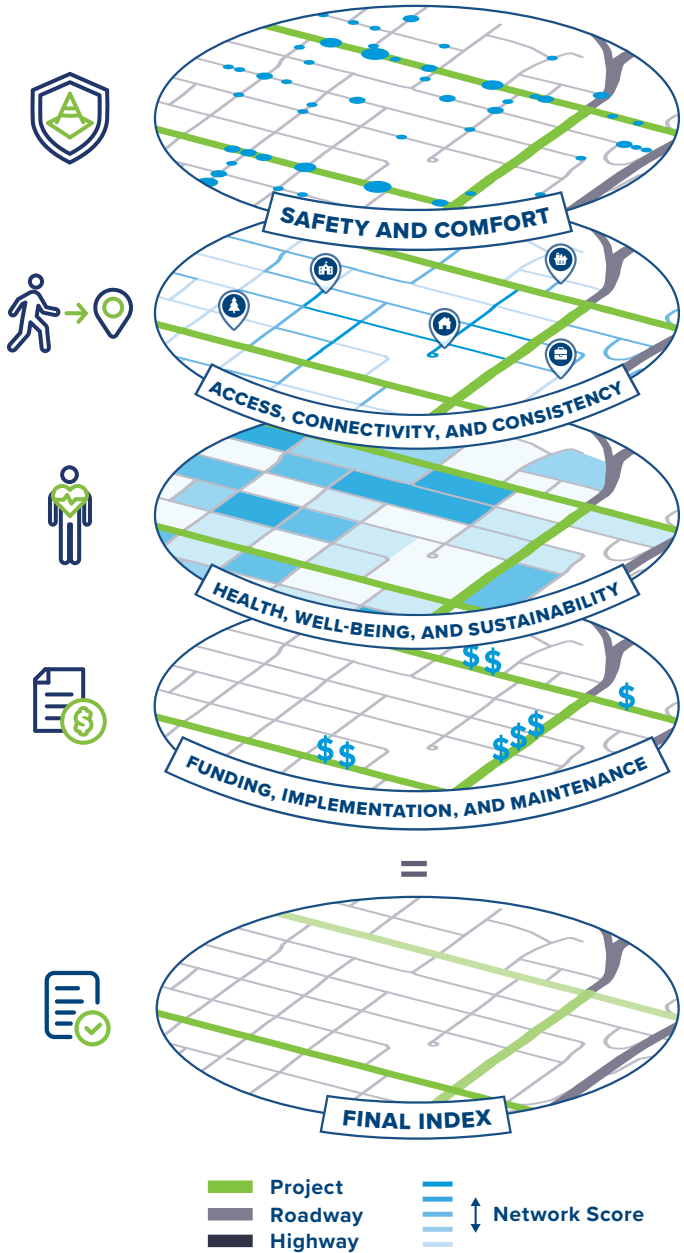 SAFETY AND COMFORT
ACCESS, CONNECTIVITY, AND CONSISTENCY
HEALTH, WELL-BEING, AND SUSTAINABILITY
$$
$
$$$
$$
$
FUNDING, IMPLEMENTATION, AND MAINTENANCE
=
FINAL INDEX
Project
Roadway
Network Score
Highway